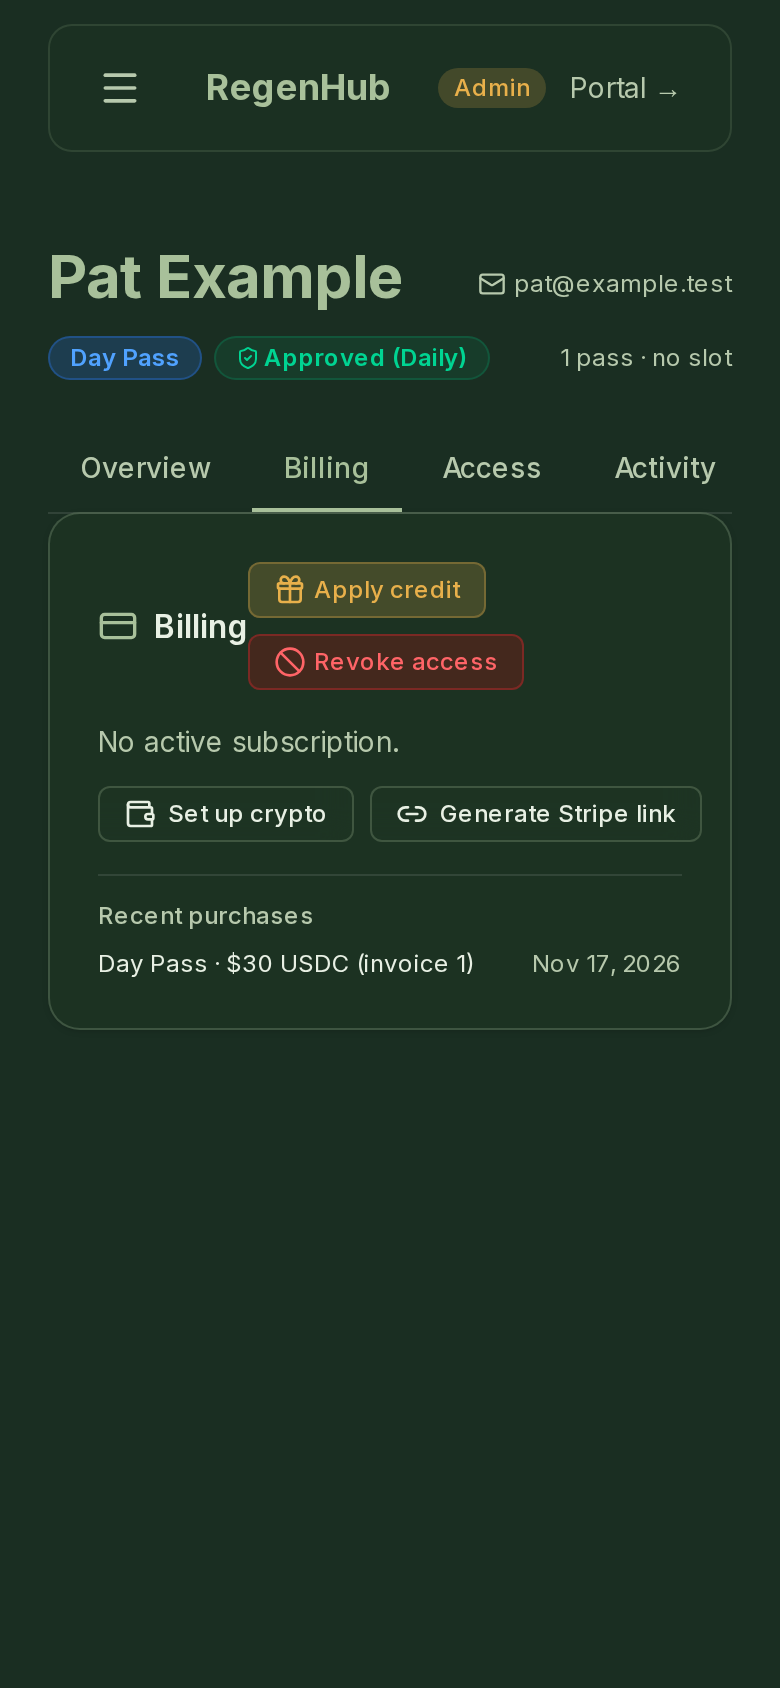 RegenHub Admin Portal →
Pat Example pat@example.test
Day Pass Approved (Daily) 1 pass · no slot
Overview Billing Access Activity
Apply credit
Billing
Revoke access
No active subscription.
Set up crypto Generate Stripe link
Recent purchases
Day Pass · $30 USDC (invoice 1) Nov 17, 2026